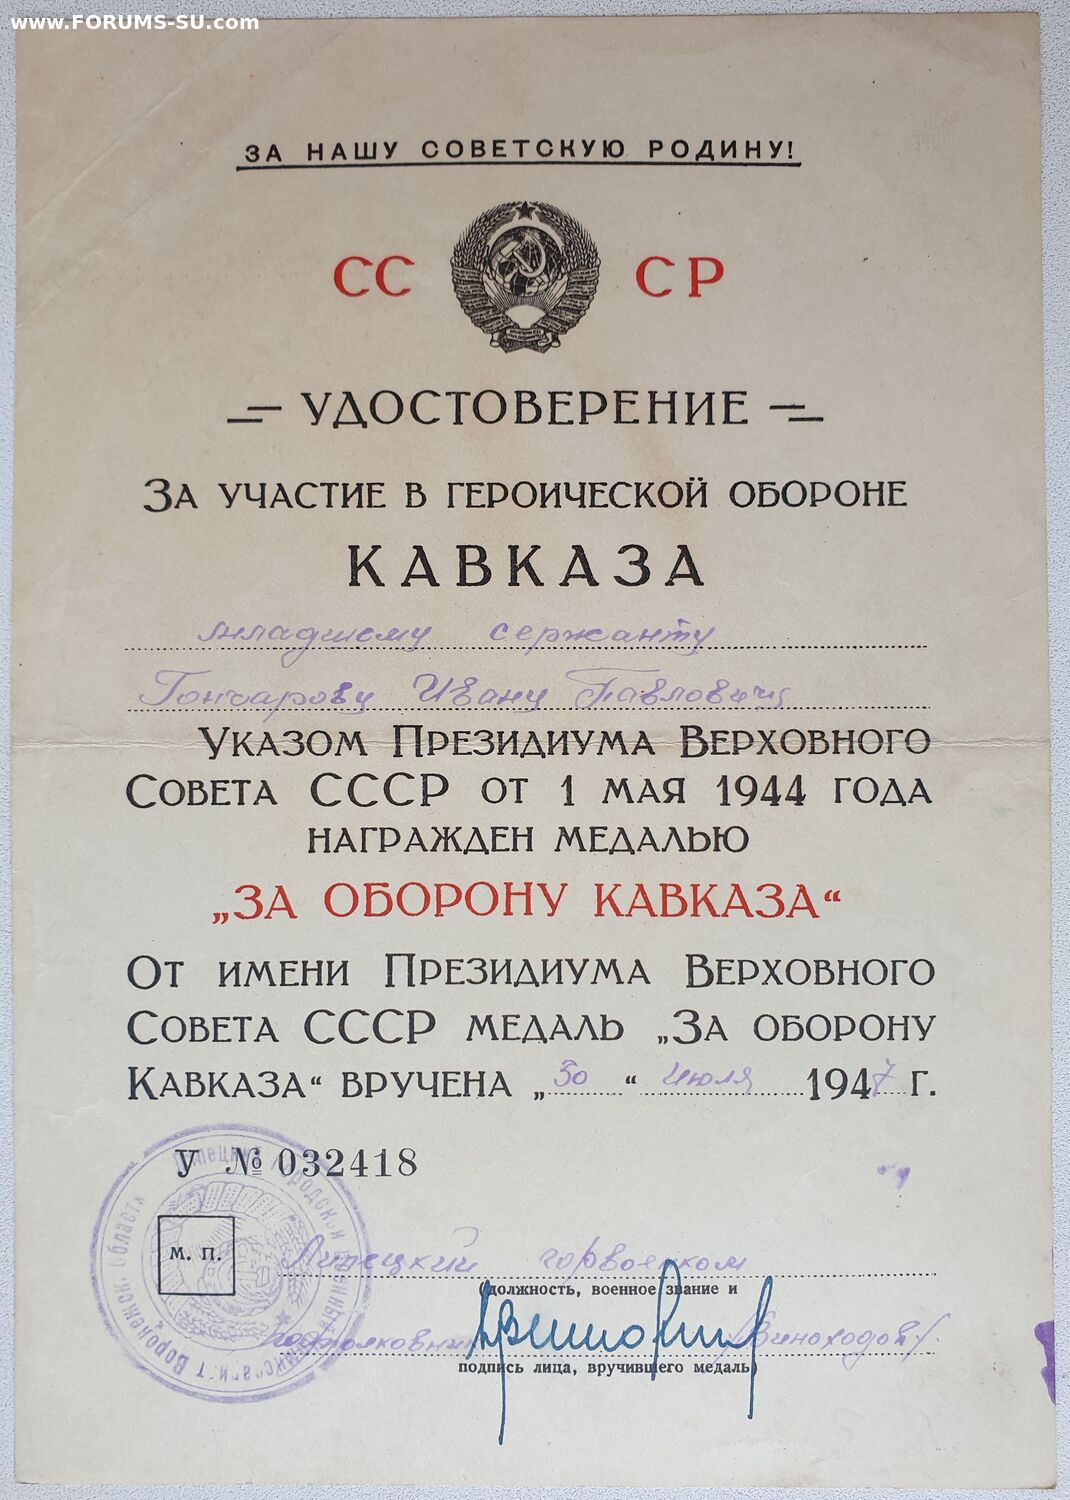 www.FORUMS-SU.com
ЗА НАШУ СОВЕТСКУЮ РОДИНУ!
СС СР
УДОСТОВЕРЕНИЕ
ЗА УЧАСТИЕ В ГЕРОИЧЕСКОЙ ОБОРОНЕ
КАВКАЗА
младшему сержанту
Гончарову Ивану Павловичу
УКАЗОМ ПРЕЗИДИУМА ВЕРХОВНОГО
СОВЕТА СССР ОТ 1 МАЯ 1944 ГОДА
НАГРАЖДЕН МЕДАЛЬЮ
„ЗА ОБОРОНУ КАВКАЗА“
ОТ ИМЕНИ ПРЕЗИДИУМА ВЕРХОВНОГО
СОВЕТА СССР МЕДАЛЬ „ЗА ОБОРОНУ
КАВКАЗА“ ВРУЧЕНА „30“ июля 1947 Г.
У № 032418
М. П.
Липецкий горвоенком
(должность, военное звание и
подполковник /Виноходов/.
подпись лица, вручившего медаль)